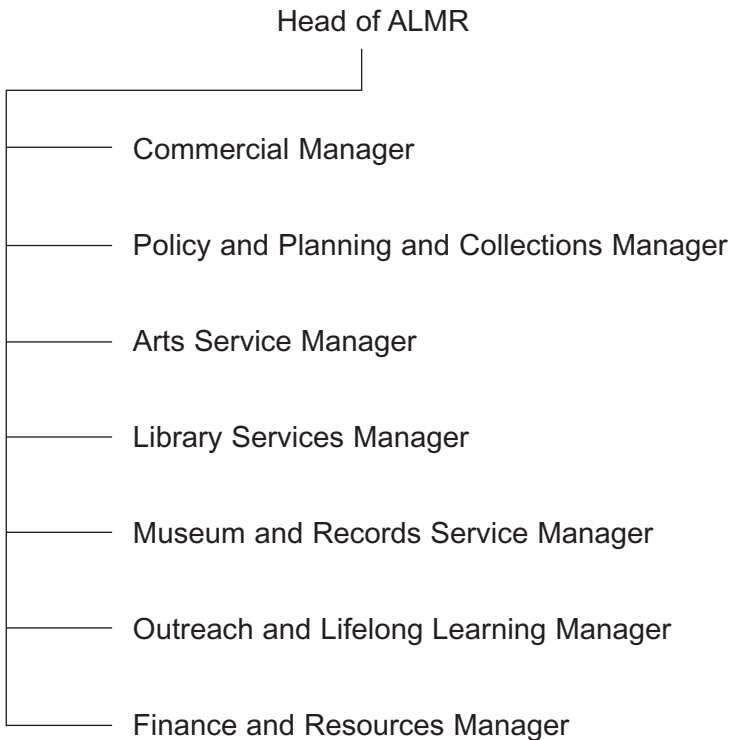 Head of ALMR
Commercial Manager
Policy and Planning and Collections Manager
Arts Service Manager
Library Services Manager
Museum and Records Service Manager
Outreach and Lifelong Learning Manager
Finance and Resources Manager